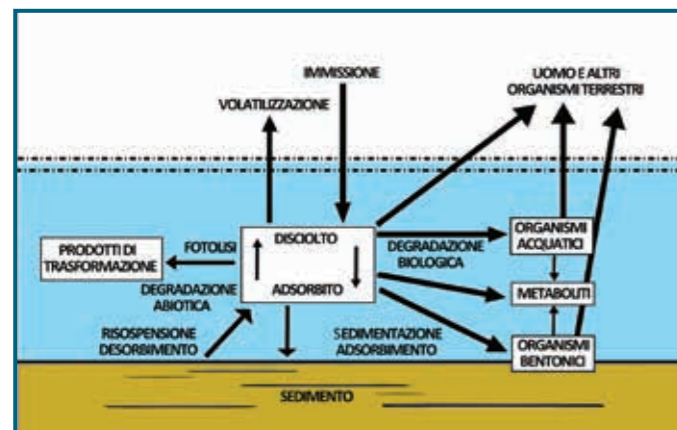 IMMISSIONE
UOMO E ALTRI
ORGANISMI TERRESTRI
VOLATILIZZAZIONE
DISCIOLTO
ADSORBITO
ORGANISMI
ACQUATICI
PRODOTTI DI
TRASFORMAZIONE
FOTOLISI
DEGRADAZIONE
BIOLOGICA
DEGRADAZIONE
ABIOTICA
METABOLITI
RISOSPENSIONE
DESORBIMENTO
SEDIMENTAZIONE
ADSORBIMENTO
ORGANISMI
BENTONICI
SEDIMENTO